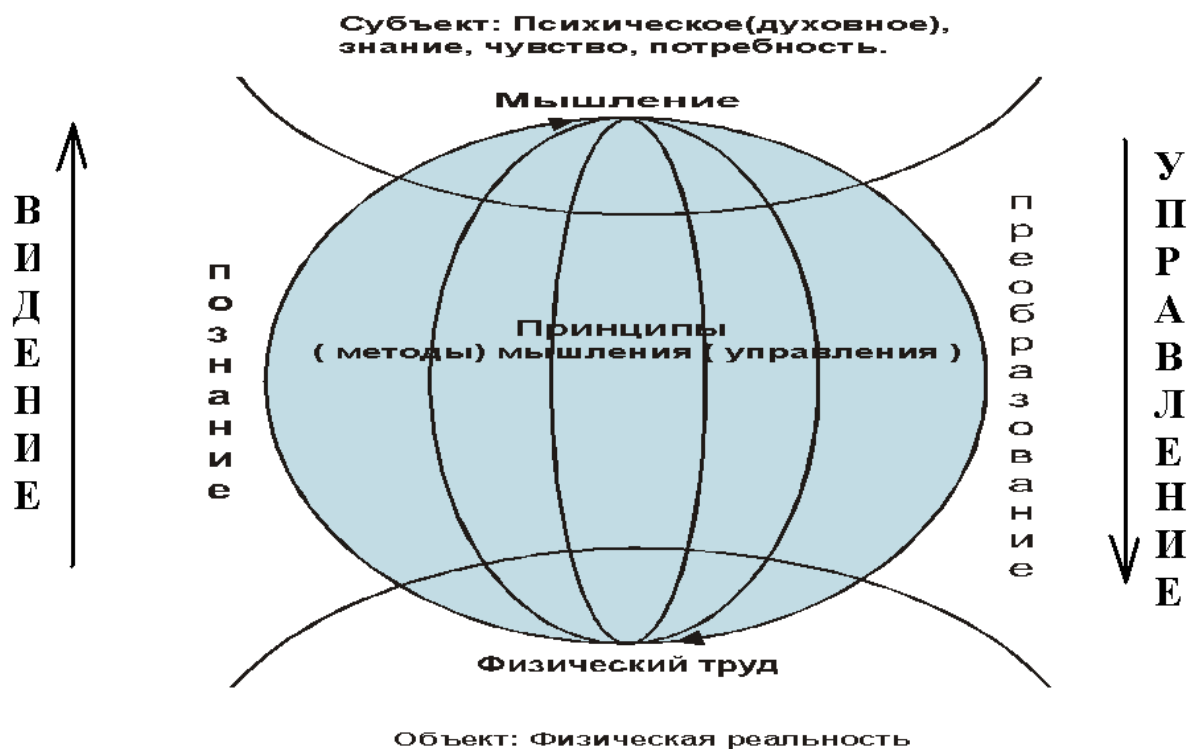 Субъект: Психическое(духовное),
знание, чувство, потребность.
Мышление
ВИДЕНИЕ
познание
Принципы
( методы) мышления ( управления )
преобразование
УПРАВЛЕНИЕ
Физический труд
Объект: Физическая реальность